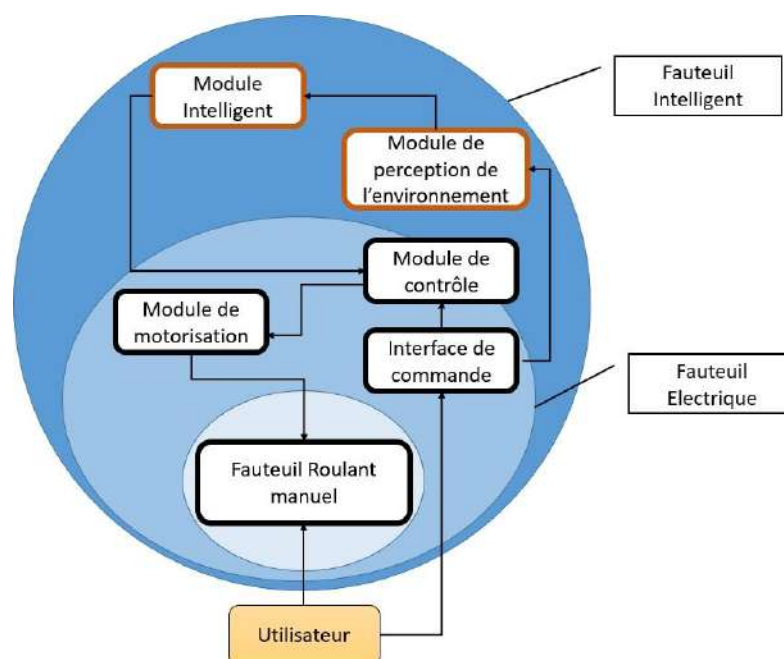 Module
Intelligent
Fauteuil
Intelligent
Module de
perception de
l'environnement
Module de
contrôle
Module de
motorisation
Interface de
commande
Fauteuil
Electrique
Fauteuil Roulant
manuel
Utilisateur